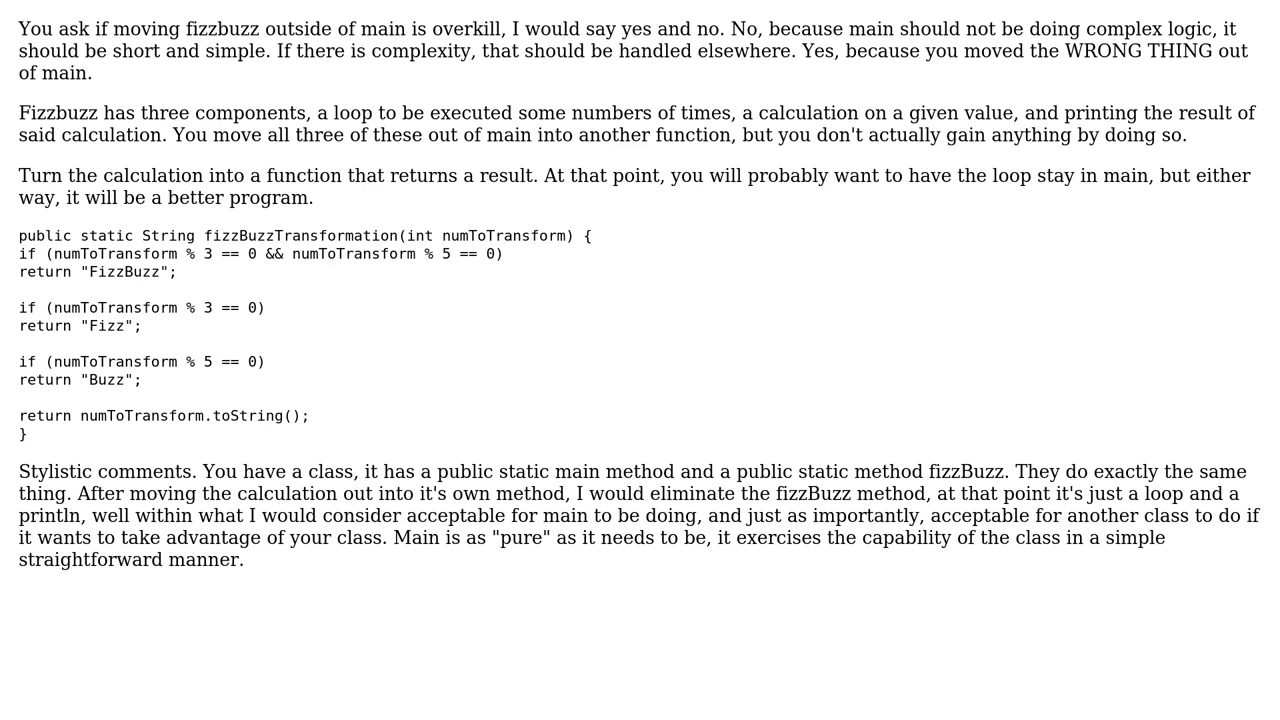 You ask if moving fizzbuzz outside of main is overkill, I would say yes and no. No, because main should not be doing complex logic, it
should be short and simple. If there is complexity, that should be handled elsewhere. Yes, because you moved the WRONG THING out
of main.
Fizzbuzz has three components, a loop to be executed some numbers of times, a calculation on a given value, and printing the result of
said calculation. You move all three of these out of main into another function, but you don't actually gain anything by doing so.
Turn the calculation into a function that returns a result. At that point, you will probably want to have the loop stay in main, but either
way, it will be a better program.
public static String fizzBuzzTransformation(int numToTransform) {
if (numToTransform % 3 == 0 && numToTransform % 5 == 0)
return "FizzBuzz";
if (numToTransform % 3 == 0)
return "Fizz";
if (numToTransform % 5 == 0)
return "Buzz";
return numToTransform.toString();
}
Stylistic comments. You have a class, it has a public static main method and a public static method fizzBuzz. They do exactly the same
thing. After moving the calculation out into it's own method, I would eliminate the fizzBuzz method, at that point it's just a loop and a
println, well within what I would consider acceptable for main to be doing, and just as importantly, acceptable for another class to do if
it wants to take advantage of your class. Main is as "pure" as it needs to be, it exercises the capability of the class in a simple
straightforward manner.